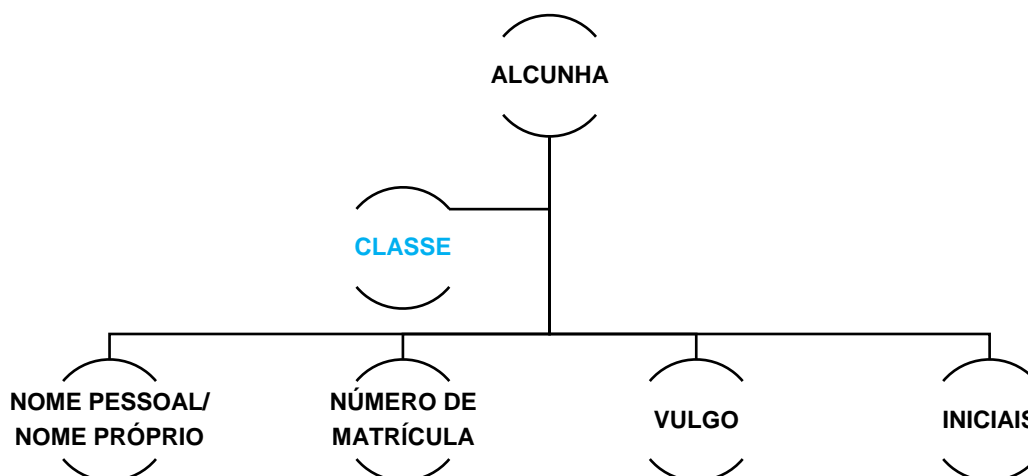 ALCUNHA
CLASSE
NOME PESSOAL/
NOME PRÓPRIO
NÚMERO DE
MATRÍCULA
VULGO
INICIAIS